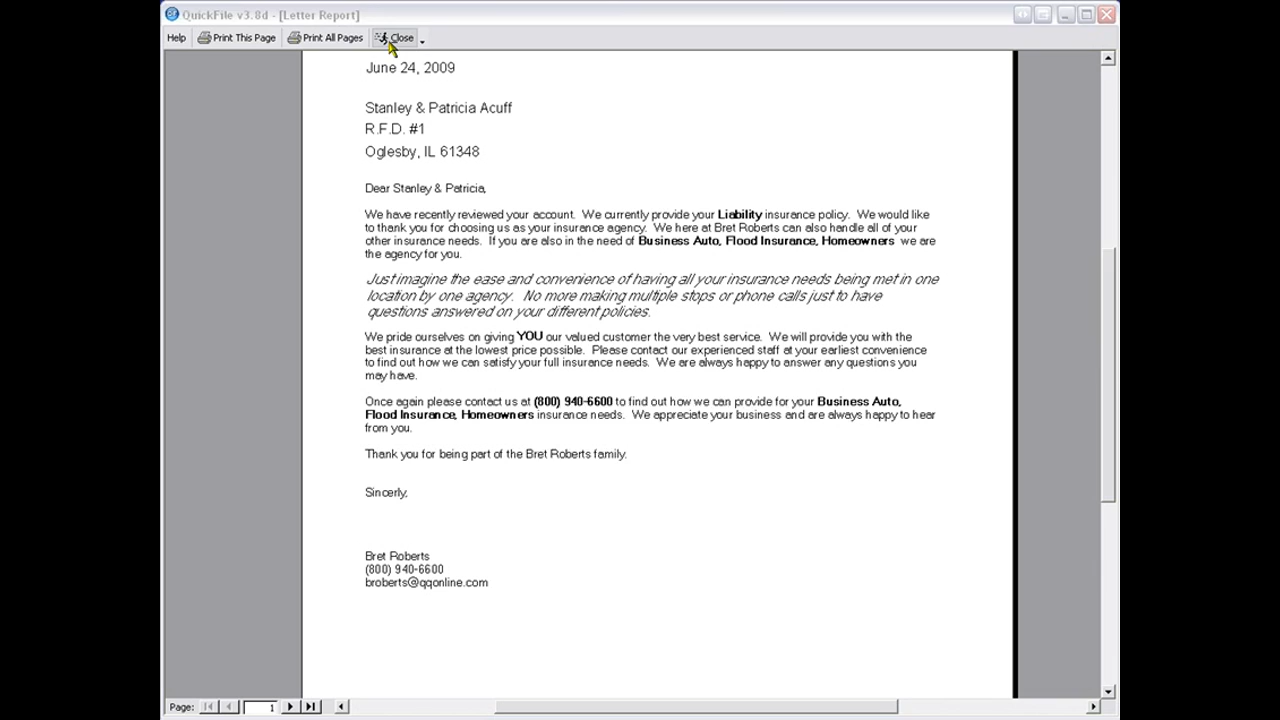 QuickFile v3.8d - [Letter Report]
Help Print This Page Print All Pages Close
June 24, 2009
Stanley & Patricia Acuff
R.F.D. #1
Oglesby, IL 61348
Dear Stanley & Patricia,
We have recently reviewed your account. We currently provide your Liability insurance policy. We would like
to thank you for choosing us as your insurance agency. We here at Bret Roberts can also handle all of your
other insurance needs. If you are also in the need of Business Auto, Flood Insurance, Homeowners we are
the agency for you.
Just imagine the ease and convenience of having all your insurance needs being met in one
location by one agency. No more making multiple stops or phone calls just to have
questions answered on your different policies.
We pride ourselves on giving YOU our valued customer the very best service. We will provide you with the
best insurance at the lowest price possible. Please contact our experienced staff at your earliest convenience
to find out how we can satisfy your full insurance needs. We are always happy to answer any questions you
may have.
Once again please contact us at (800) 940-6600 to find out how we can provide for your Business Auto,
Flood Insurance, Homeowners insurance needs. We appreciate your business and are always happy to hear
from you.
Thank you for being part of the Bret Roberts family.
Sincerly,
Bret Roberts
(800) 940-6600
broberts@qqonline.com
Page: 1